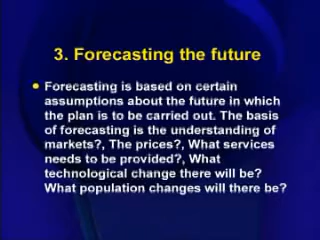 3. Forecasting the future
Forecasting is based on certain
assumptions about the future in which
the plan is to be carried out. The basis
of forecasting is the understanding of
markets?, The prices?, What services
needs to be provided?, What
technological change there will be?
What population changes will there be?